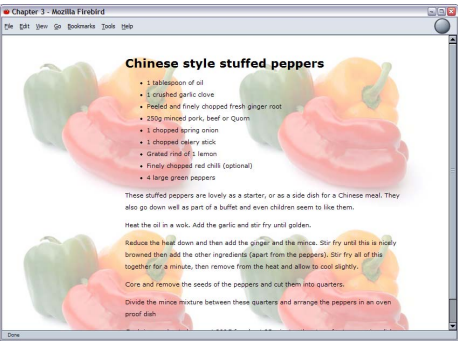 Chapter 3 - Mozilla Firebird
File Edit View Go Bookmarks Tools Help
Chinese style stuffed peppers
1 tablespoon of oil
1 crushed garlic clove
Peeled and finely chopped fresh ginger root
250g minced pork, beef or Quorn
1 chopped spring onion
1 chopped celery stick
Grated rind of 1 lemon
Finely chopped red chilli (optional)
4 large green peppers
These stuffed peppers are lovely as a starter, or as a side dish for a Chinese meal. They
also go down well as part of a buffet and even children seem to like them.
Heat the oil in a wok. Add the garlic and stir fry until golden.
Reduce the heat down and then add the ginger and the mince. Stir fry until this is nicely
browned then add the other ingredients (apart from the peppers). Stir fry all of this
together for a minute, then remove from the heat and allow to cool slightly.
Core and remove the seeds of the peppers and cut them into quarters.
Divide the mince mixture between these quarters and arrange the peppers in an oven
proof dish
Done